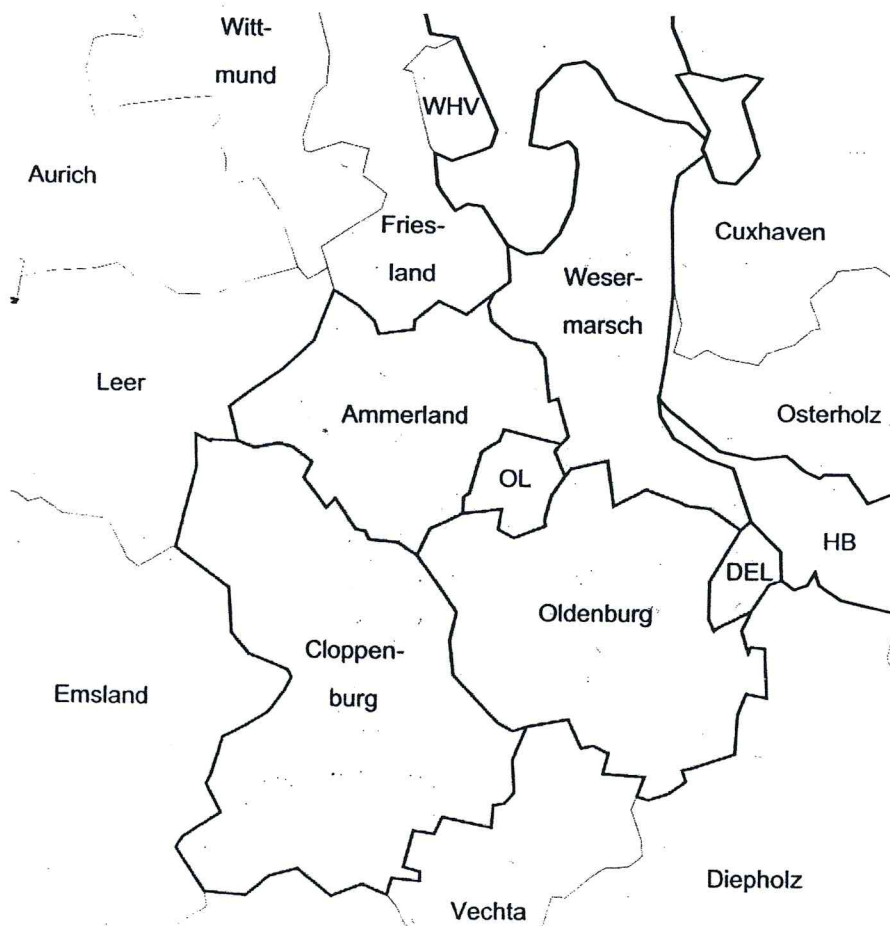 Witt-
mund
WHV
Aurich
Fries-
land
Cuxhaven
Weser-
marsch
Leer
Ammerland
Osterholz
OL
HB
DEL
Oldenburg
Cloppen-
burg
Emsland
Diepholz
Vechta